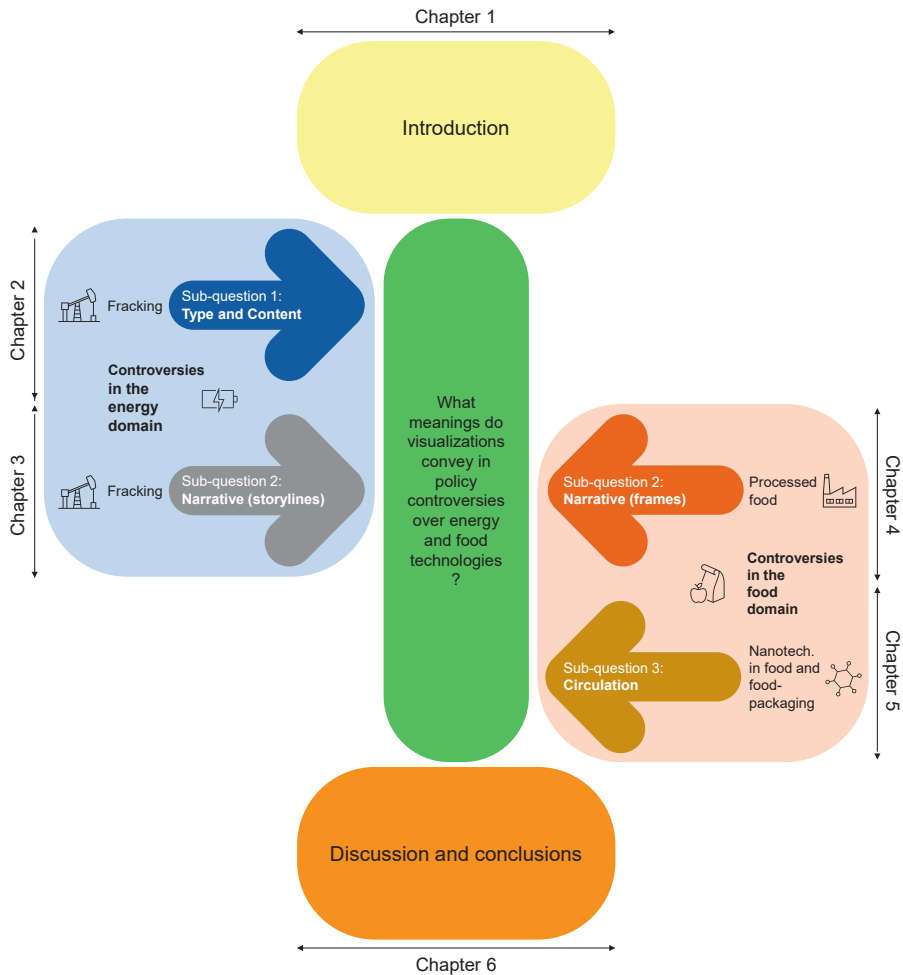 Chapter 1
Introduction
Chapter 2
Fracking
Sub-question 1:
Type and Content
Controversies
in the
energy
domain
Chapter 3
Fracking
Sub-question 2:
Narrative (storylines)
What
meanings do
visualizations
convey in
policy
controversies
over energy
and food
technologies
?
Sub-question 2:
Narrative (frames)
Processed
food
Chapter 4
Controversies
in the
food
domain
Sub-question 3:
Circulation
Nanotech.
in food and
food-
packaging
Chapter 5
Discussion and conclusions
Chapter 6